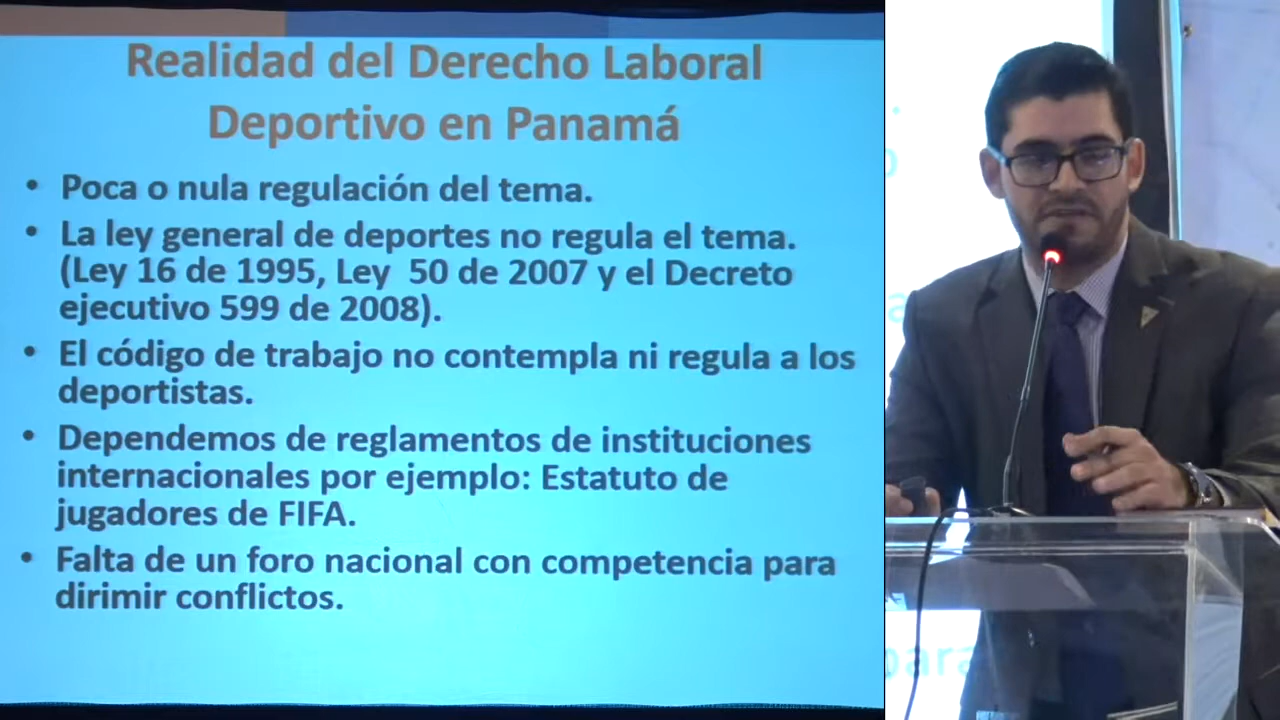 Realidad del Derecho Laboral
Deportivo en Panamá
• Poca o nula regulación del tema.
• La ley general de deportes no regula el tema.
(Ley 16 de 1995, Ley 50 de 2007 y el Decreto
ejecutivo 599 de 2008).
• El código de trabajo no contempla ni regula a los
deportistas.
• Dependemos de reglamentos de instituciones
internacionales por ejemplo: Estatuto de
jugadores de FIFA.
• Falta de un foro nacional con competencia para
dirimir conflictos.
para